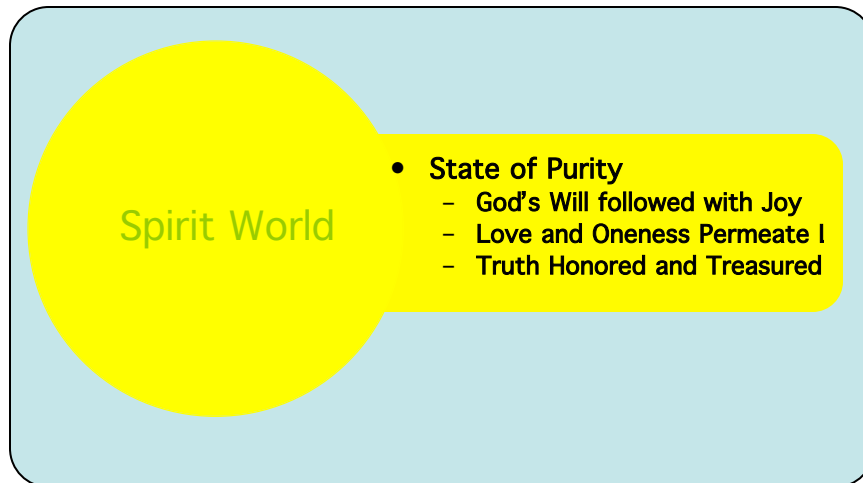 Spirit World
• State of Purity
– God’s Will followed with Joy
– Love and Oneness Permeate
– Truth Honored and Treasured